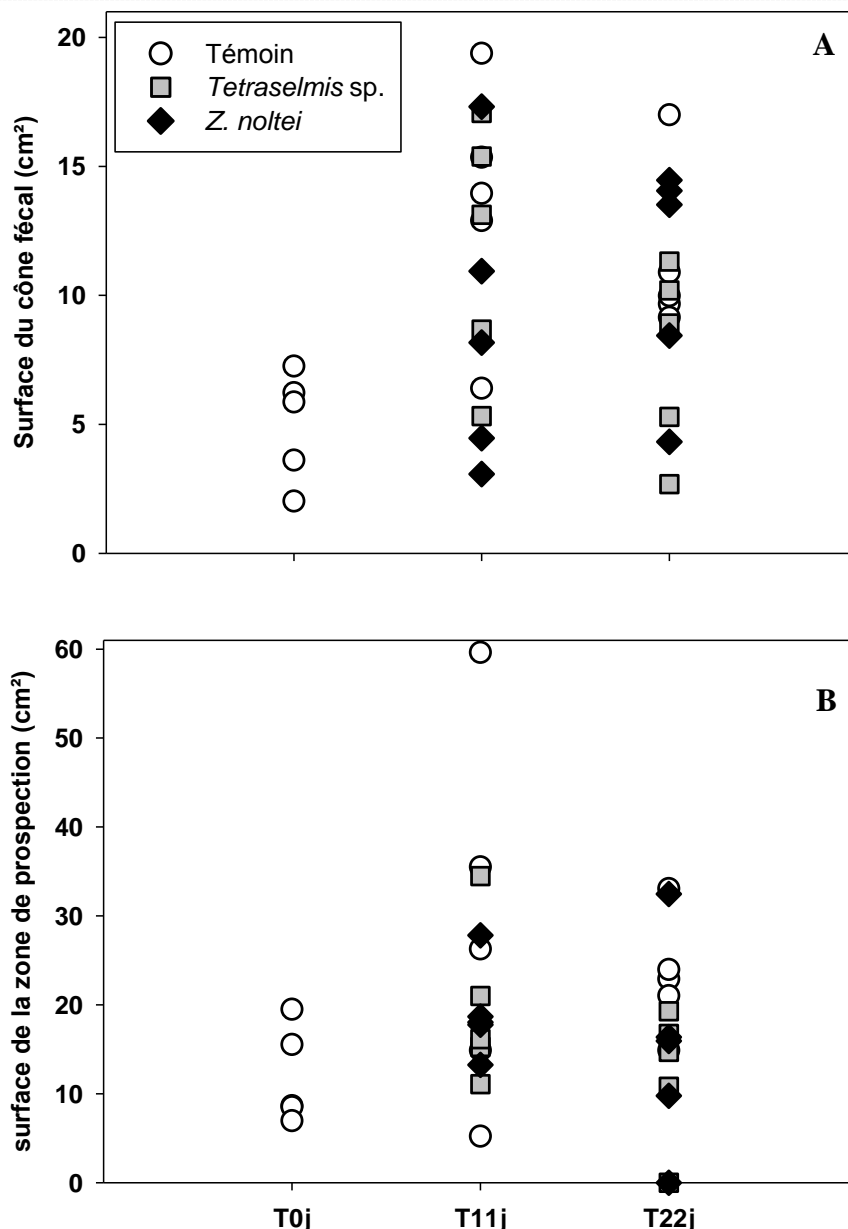 Surface du cône fécal (cm²)
20
15
10
5
0
Témoin
Tetraselmis sp.
Z. noltei
A
surface de la zone de prospection (cm²)
60
50
40
30
20
10
0
B
T0j T11j T22j